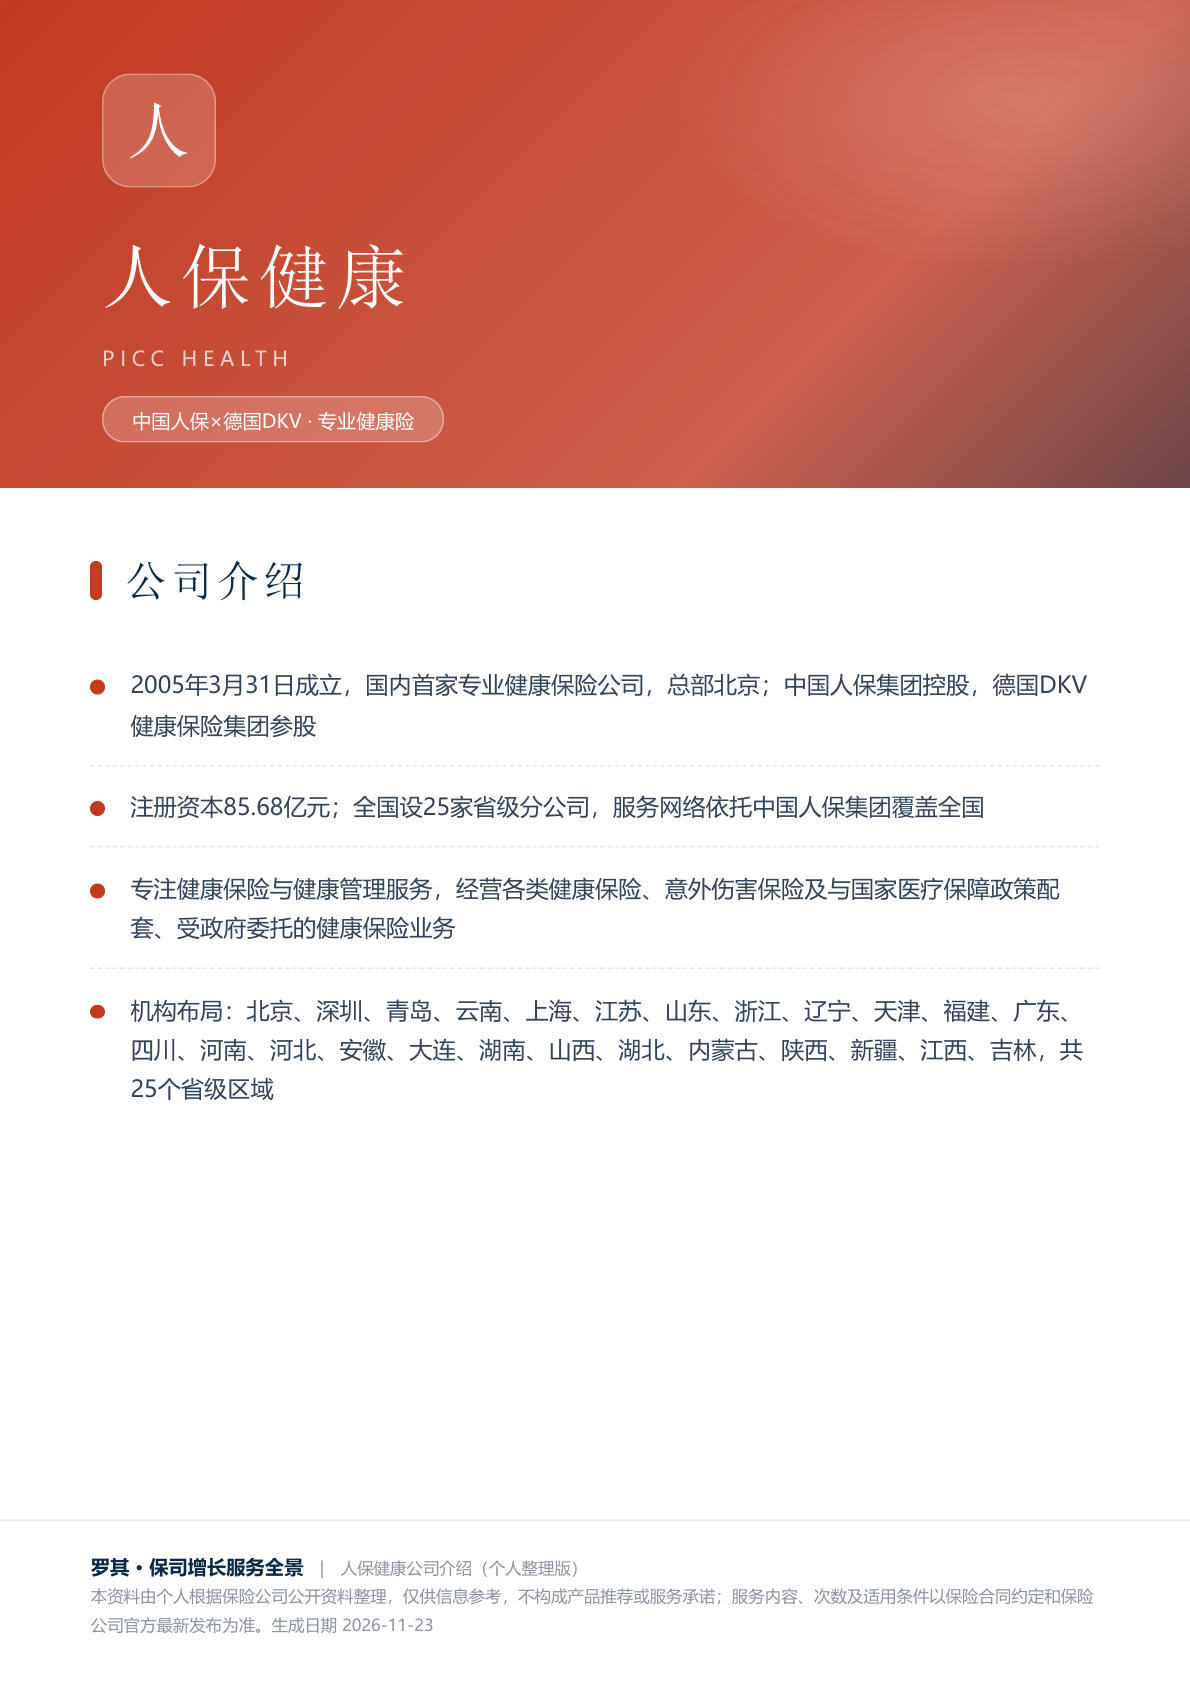 人
人保健康
PICC HEALTH
中国人保×德国DKV · 专业健康险
公司介绍
2005年3月31日成立，国内首家专业健康保险公司，总部北京；中国人保集团控股，德国DKV
健康保险集团参股
注册资本85.68亿元；全国设25家省级分公司，服务网络依托中国人保集团覆盖全国
专注健康保险与健康管理服务，经营各类健康保险、意外伤害保险及与国家医疗保障政策配
套、受政府委托的健康保险业务
机构布局：北京、深圳、青岛、云南、上海、江苏、山东、浙江、辽宁、天津、福建、广东、
四川、河南、河北、安徽、大连、湖南、山西、湖北、内蒙古、陕西、新疆、江西、吉林，共
25个省级区域
罗其 • 保司增长服务全景 | 人保健康公司介绍（个人整理版）
本资料由个人根据保险公司公开资料整理，仅供信息参考，不构成产品推荐或服务承诺；服务内容、次数及适用条件以保险合同约定和保险
公司官方最新发布为准。生成日期 2026-11-23